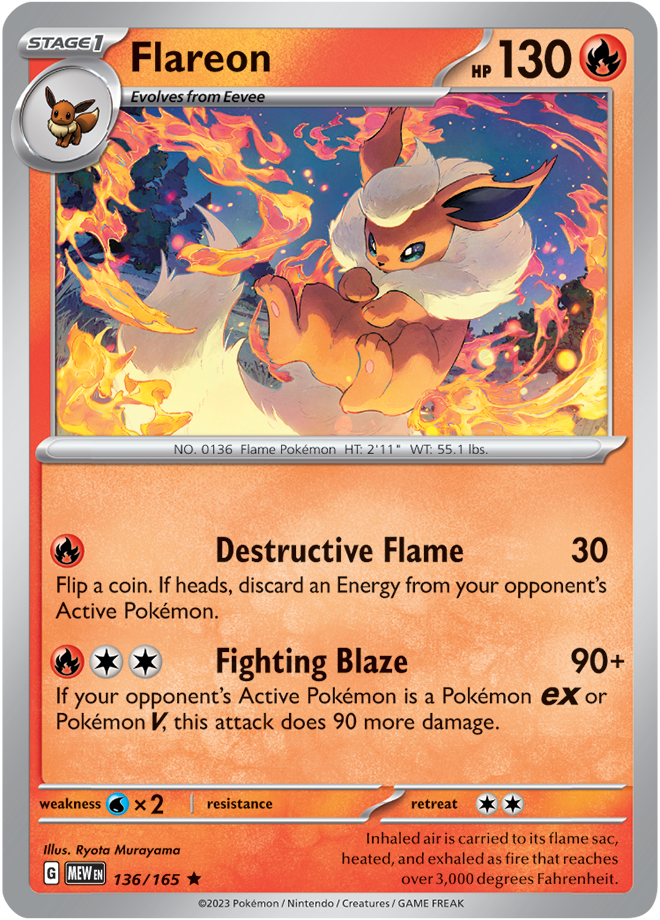 STAGE1
Flareon
HP 130
Evolves from Eevee
NO. 0136 Flame Pokémon HT: 2'11" WT: 55.1 lbs.
Destructive Flame 30
Flip a coin. If heads, discard an Energy from your opponent's
Active Pokémon.
Fighting Blaze 90+
If your opponent's Active Pokémon is a Pokémon ex or
Pokémon V, this attack does 90 more damage.
weakness ×2 resistance retreat
Illus. Ryota Murayama
G MEW EN 136/165 ★
Inhaled air is carried to its flame sac,
heated, and exhaled as fire that reaches
over 3,000 degrees Fahrenheit.
©2023 Pokémon / Nintendo / Creatures / GAME FREAK